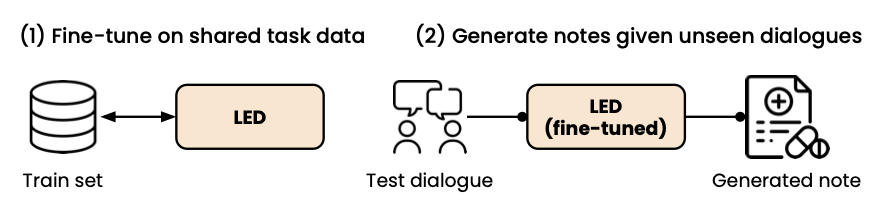 (1) Fine-tune on shared task data
(2) Generate notes given unseen dialogues
LED
LED
(fine-tuned)
Train set
Test dialogue
Generated note